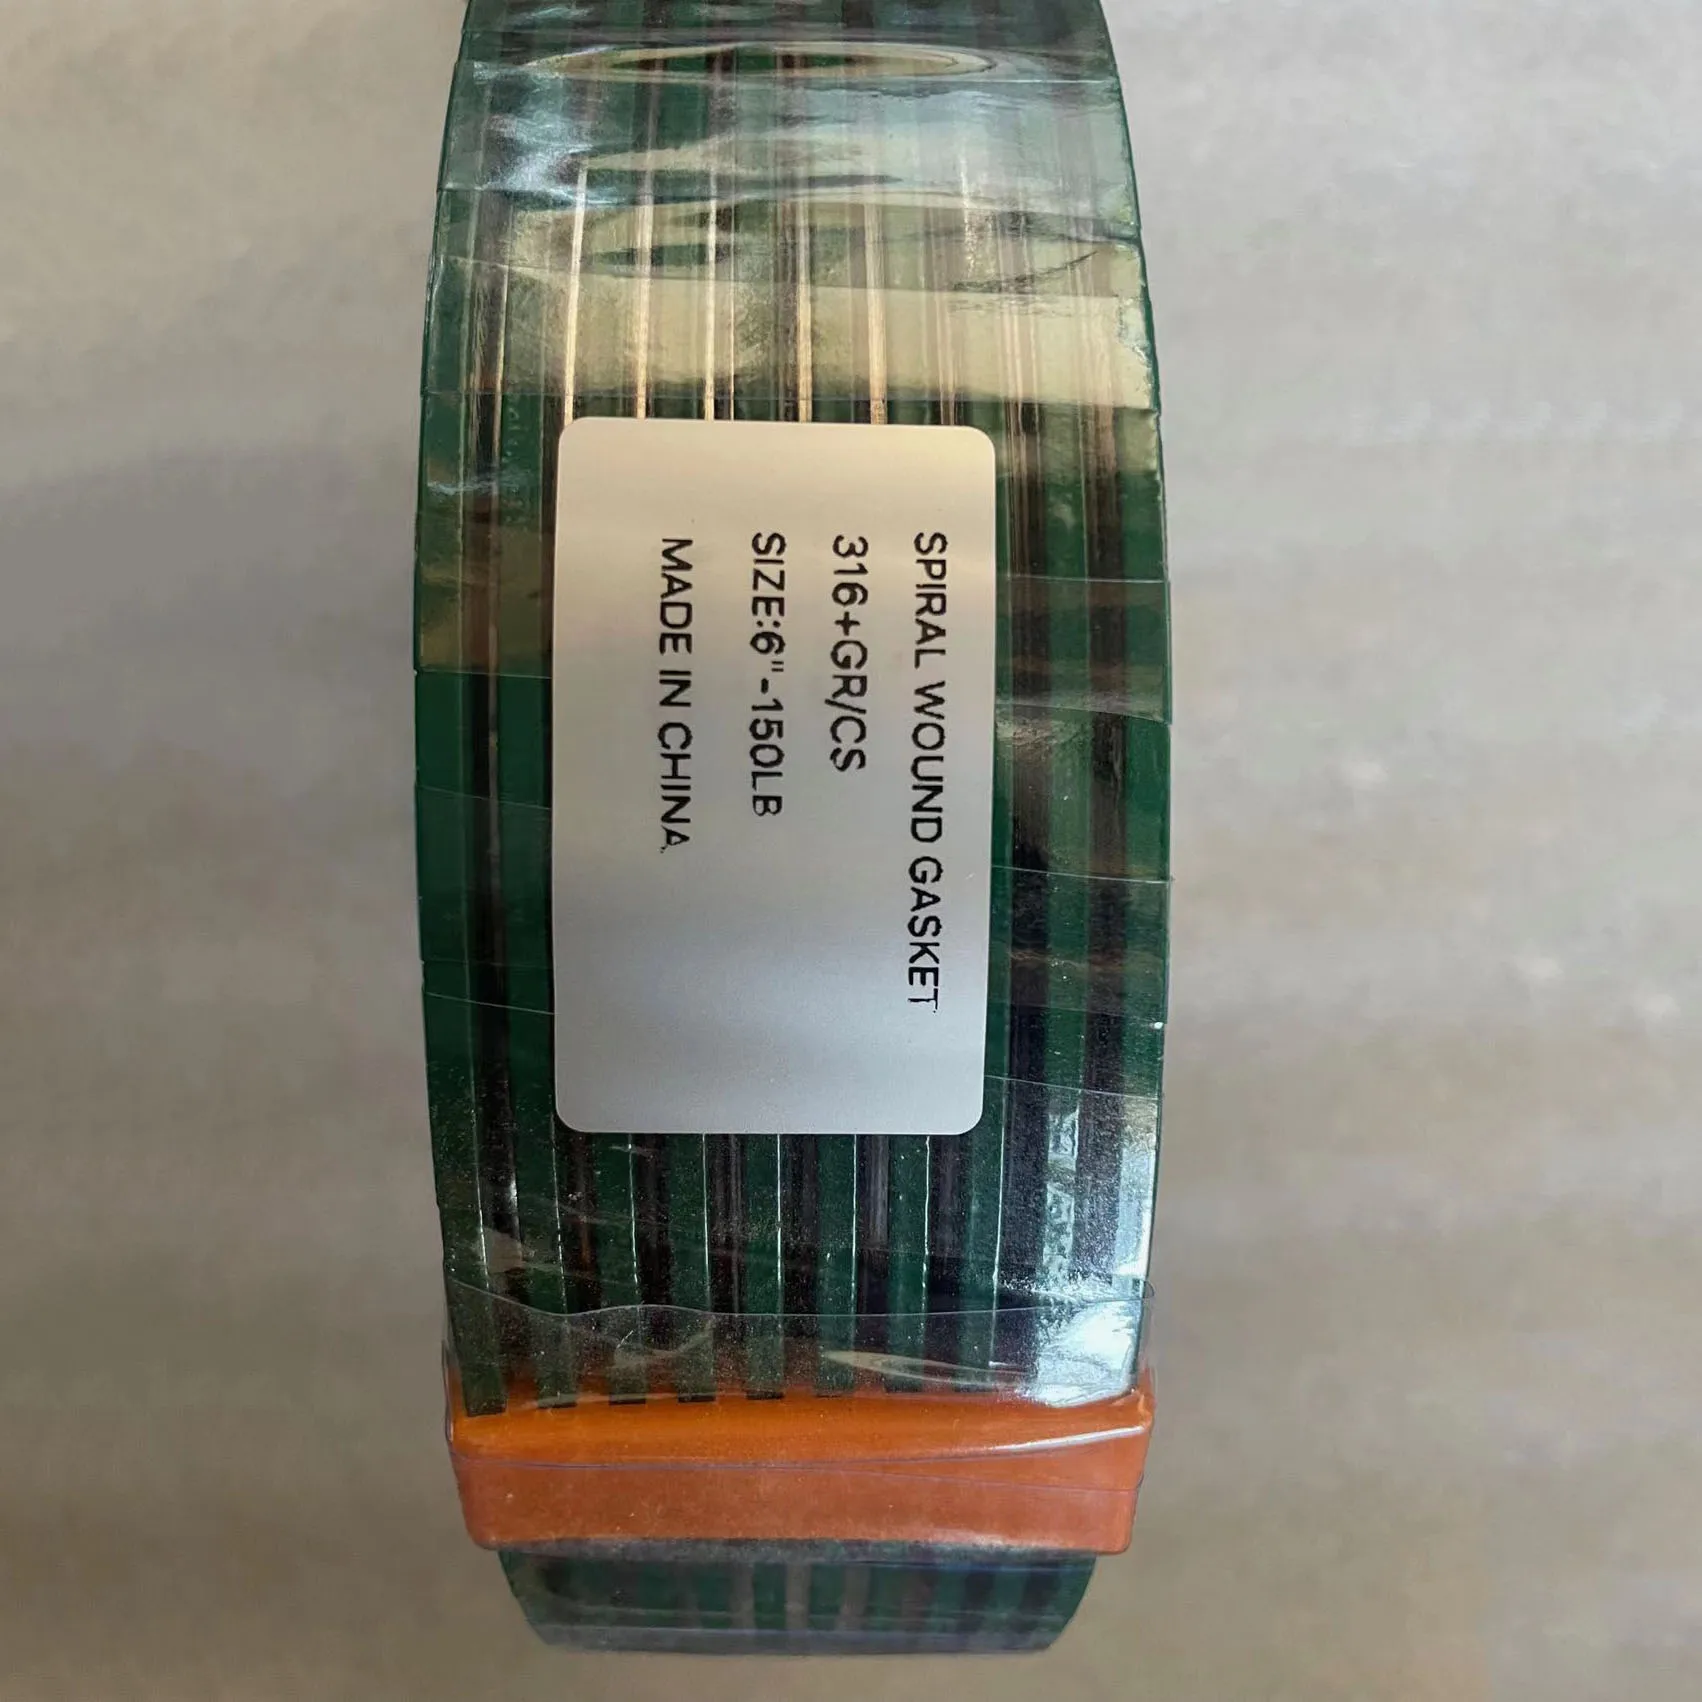 SPIRAL WOUND GASKET
316+GR/CS
SIZE:6"-150LB
MADE IN CHINA